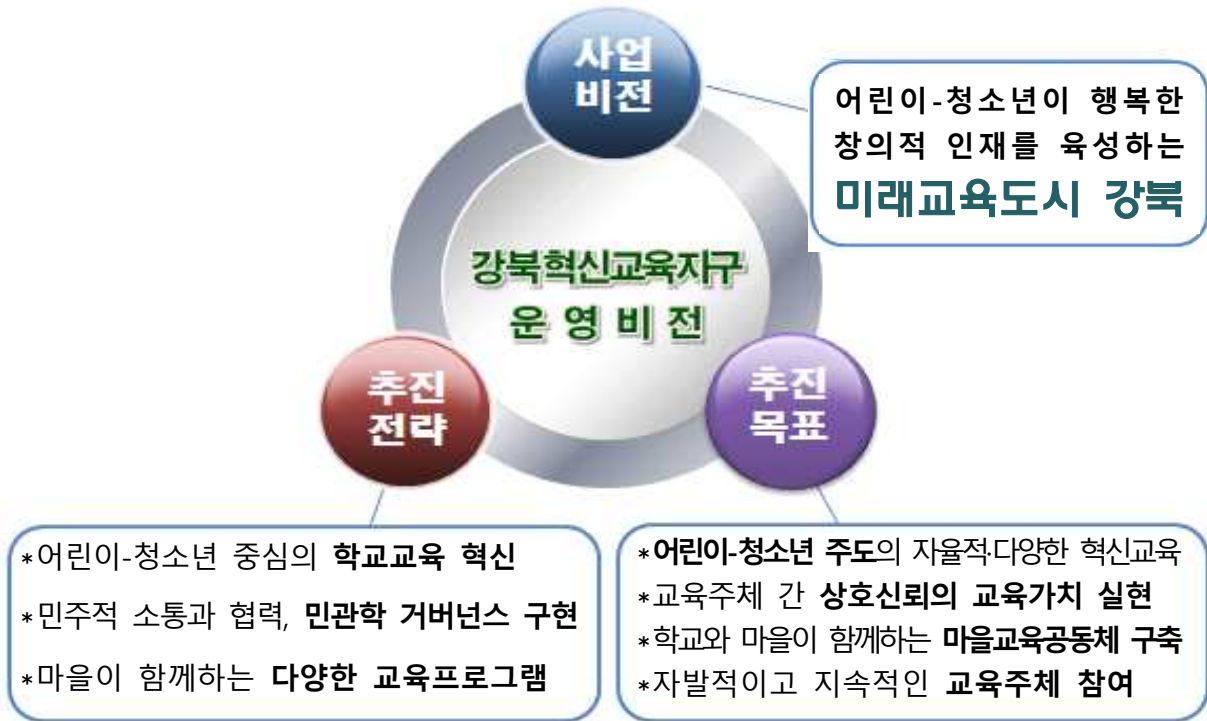 사업
비전
어린이-청소년이 행복한
창의적 인재를 육성하는
미래교육도시 강북
강북혁신교육지구
운영비전
추진
전략
추진
목표
*어린이-청소년 중심의 학교교육 혁신
*민주적 소통과 협력, 민관학 거버넌스 구현
*마을이 함께하는 다양한 교육프로그램
*어린이-청소년 주도의 자율적·다양한 혁신교육
*교육주체 간 상호신뢰의 교육가치 실현
*학교와 마을이 함께하는 마을교육공동체 구축
*자발적이고 지속적인 교육주체 참여